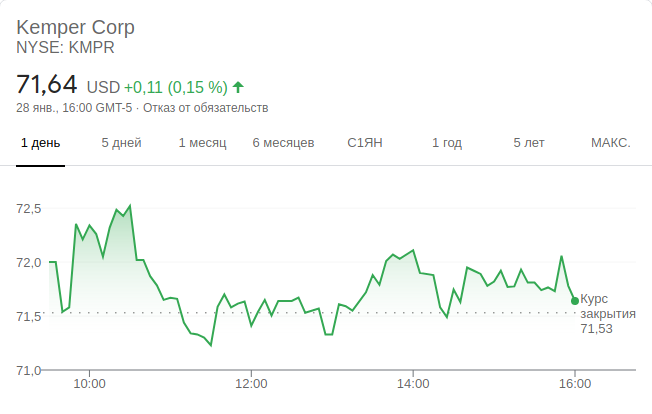 Kemper Corp
NYSE: KMPR
71,64 USD +0,11 (0,15 %)
28 янв., 16:00 GMT-5 · Отказ от обязательств
1 день 5 дней 1 месяц 6 месяцев С1ЯН 1 год 5 лет МАКС.
72,5
72,0
71,5
71,0
Курс
закрытия
71,53
10:00 12:00 14:00 16:00